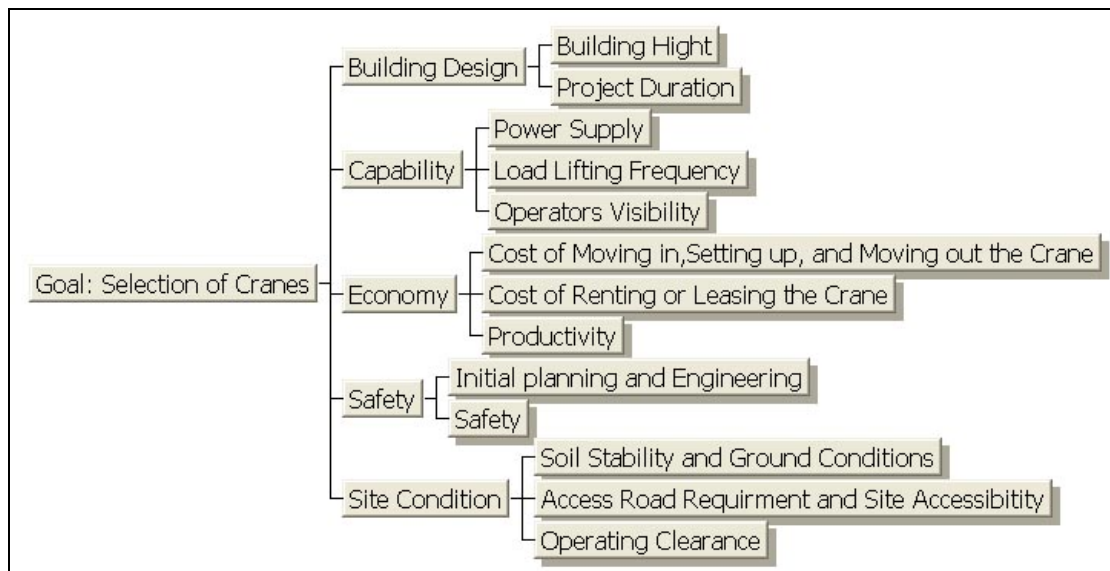 Building Hight
Building Design
Project Duration
Power Supply
Capability
Load Lifting Frequency
Operators Visibility
Cost of Moving in,Setting up, and Moving out the Crane
Goal: Selection of Cranes
Economy
Cost of Renting or Leasing the Crane
Productivity
Initial planning and Engineering
Safety
Safety
Soil Stability and Ground Conditions
Site Condition
Access Road Requirment and Site Accessibitity
Operating Clearance